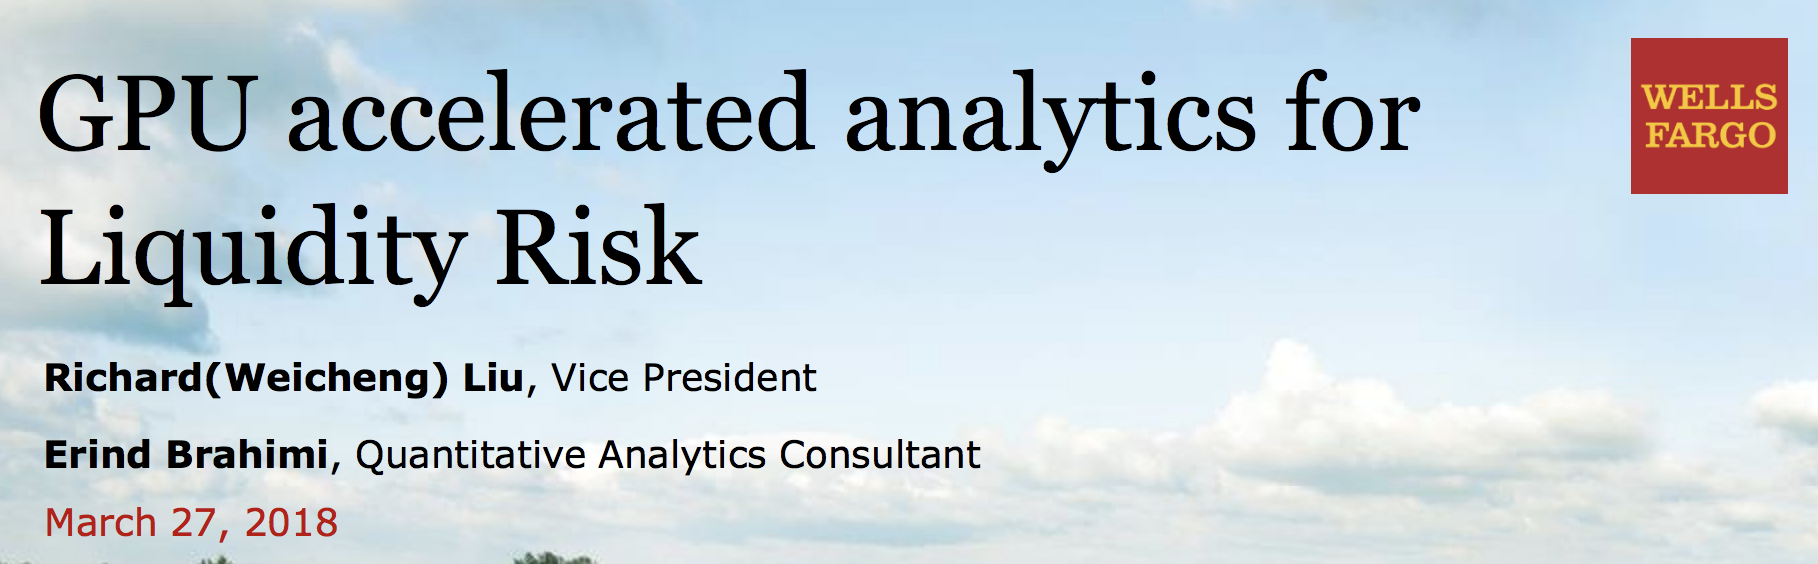 GPU accelerated analytics for
Liquidity Risk
WELLS
FARGO
Richard(Weicheng) Liu, Vice President
Erind Brahimi, Quantitative Analytics Consultant
March 27, 2018